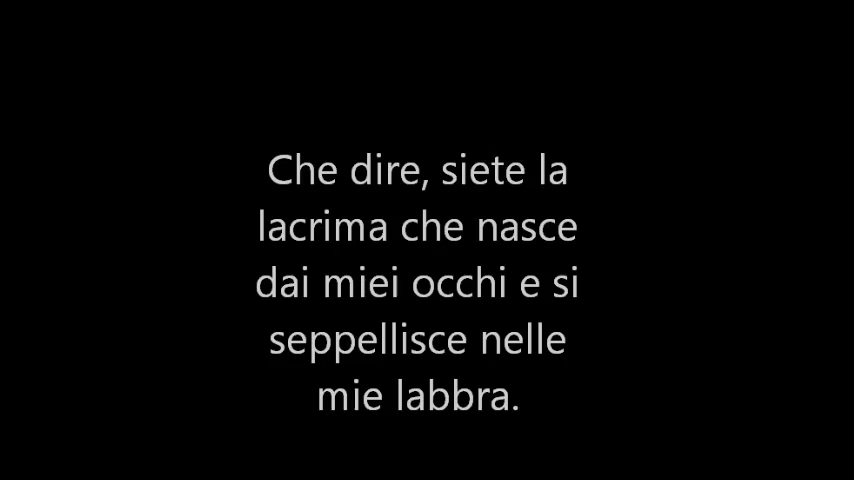 Che dire, siete la
lacrima che nasce
dai miei occhi e si
seppellisce nelle
mie labbra.